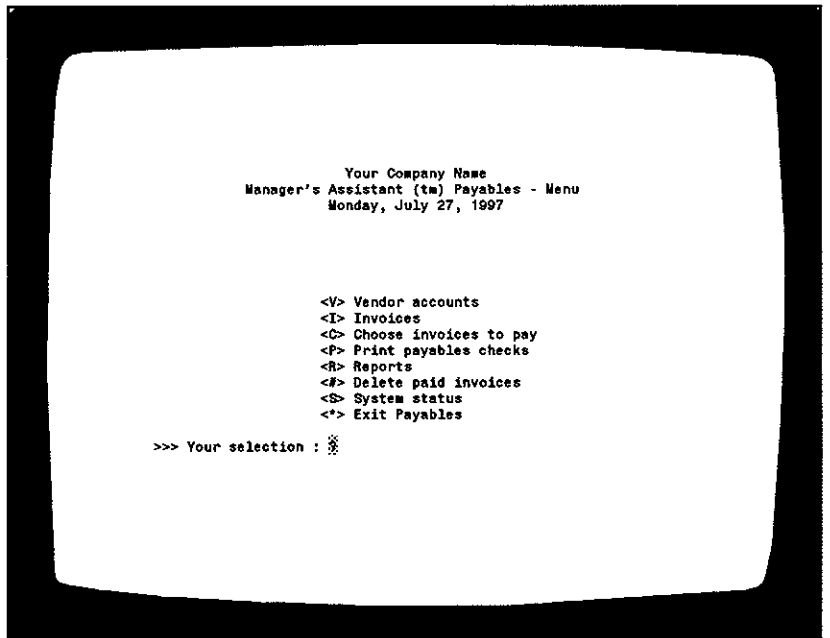 Your Company Name
Manager's Assistant (tm) Payables - Menu
Monday, July 27, 1997
<V> Vendor accounts
<I> Invoices
<C> Choose invoices to pay
<P> Print payables checks
<R> Reports
<#> Delete paid invoices
<S> System status
<*> Exit Payables
>>> Your selection :